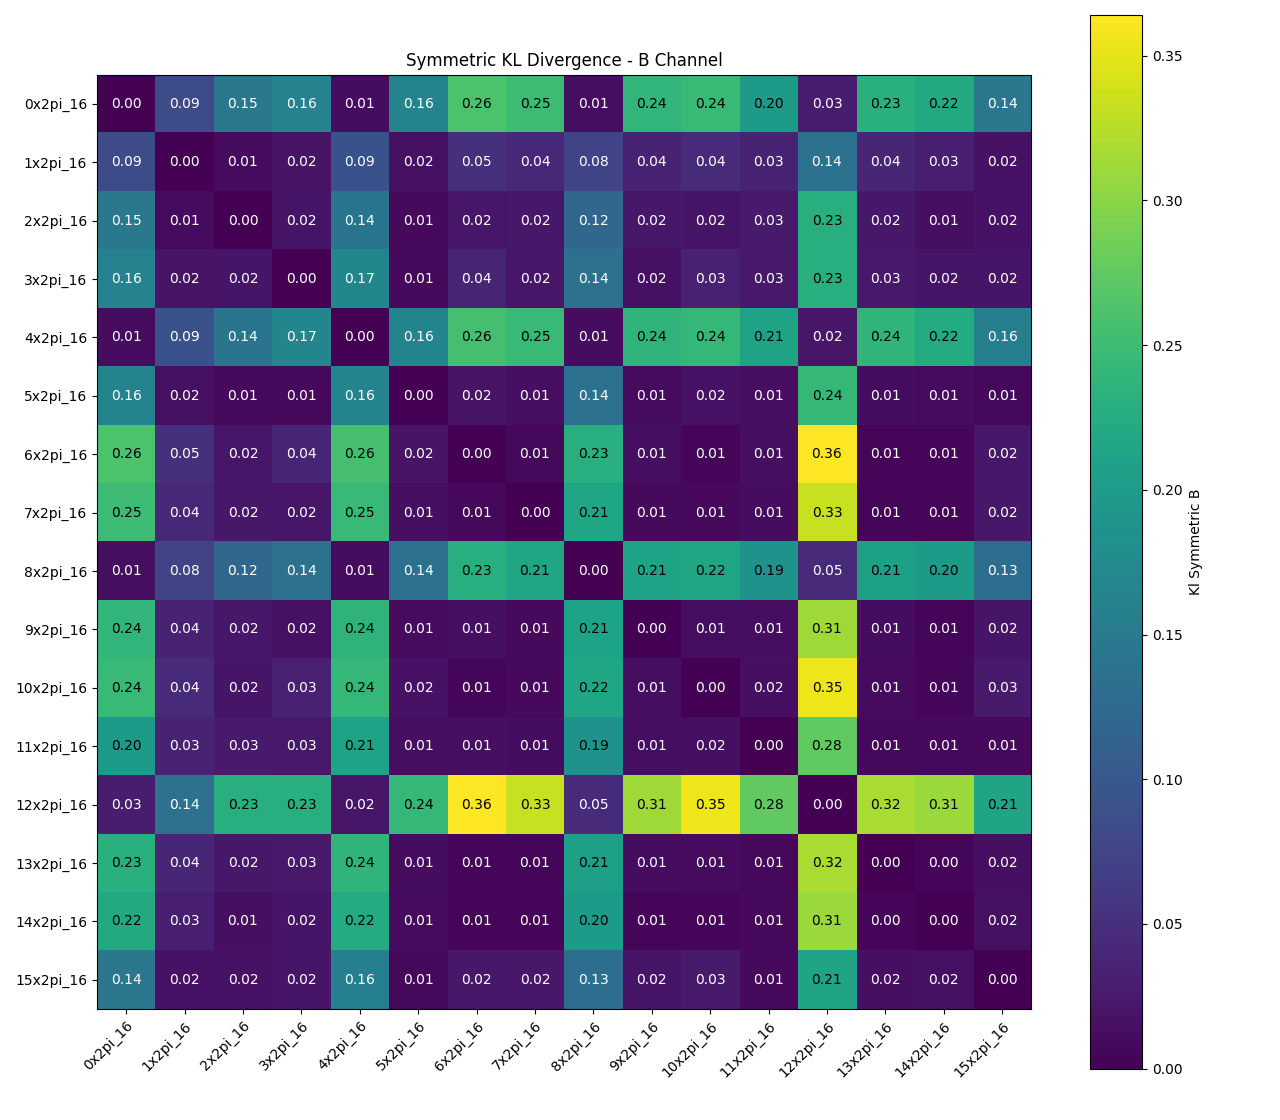 Symmetric KL Divergence - B Channel
0x2pi_16 0.00 0.09 0.15 0.16 0.01 0.16 0.26 0.25 0.01 0.24 0.24 0.20 0.03 0.23 0.22 0.14
1x2pi_16 0.09 0.00 0.01 0.02 0.09 0.02 0.05 0.04 0.08 0.04 0.04 0.03 0.14 0.04 0.03 0.02
2x2pi_16 0.15 0.01 0.00 0.02 0.14 0.01 0.02 0.02 0.12 0.02 0.02 0.03 0.23 0.02 0.01 0.02
3x2pi_16 0.16 0.02 0.02 0.00 0.17 0.01 0.04 0.02 0.14 0.02 0.03 0.03 0.23 0.03 0.02 0.02
4x2pi_16 0.01 0.09 0.14 0.17 0.00 0.16 0.26 0.25 0.01 0.24 0.24 0.21 0.02 0.24 0.22 0.16
5x2pi_16 0.16 0.02 0.01 0.01 0.16 0.00 0.02 0.01 0.14 0.01 0.02 0.01 0.24 0.01 0.01 0.01
6x2pi_16 0.26 0.05 0.02 0.04 0.26 0.02 0.00 0.01 0.23 0.01 0.01 0.01 0.36 0.01 0.01 0.02
7x2pi_16 0.25 0.04 0.02 0.02 0.25 0.01 0.01 0.00 0.21 0.01 0.01 0.01 0.33 0.01 0.01 0.02
8x2pi_16 0.01 0.08 0.12 0.14 0.01 0.14 0.23 0.21 0.00 0.21 0.22 0.19 0.05 0.21 0.20 0.13
9x2pi_16 0.24 0.04 0.02 0.02 0.24 0.01 0.01 0.01 0.21 0.00 0.01 0.01 0.31 0.01 0.01 0.02
10x2pi_16 0.24 0.04 0.02 0.03 0.24 0.02 0.01 0.01 0.22 0.01 0.00 0.02 0.35 0.01 0.01 0.03
11x2pi_16 0.20 0.03 0.03 0.03 0.21 0.01 0.01 0.01 0.19 0.01 0.02 0.00 0.28 0.01 0.01 0.01
12x2pi_16 0.03 0.14 0.23 0.23 0.02 0.24 0.36 0.33 0.05 0.31 0.35 0.28 0.00 0.32 0.31 0.21
13x2pi_16 0.23 0.04 0.02 0.03 0.24 0.01 0.01 0.01 0.21 0.01 0.01 0.01 0.32 0.00 0.00 0.02
14x2pi_16 0.22 0.03 0.01 0.02 0.22 0.01 0.01 0.01 0.20 0.01 0.01 0.01 0.31 0.00 0.00 0.02
15x2pi_16 0.14 0.02 0.02 0.02 0.16 0.01 0.02 0.02 0.13 0.02 0.03 0.01 0.21 0.02 0.02 0.00
0x2pi_16 1x2pi_16 2x2pi_16 3x2pi_16 4x2pi_16 5x2pi_16 6x2pi_16 7x2pi_16 8x2pi_16 9x2pi_16 10x2pi_16 11x2pi_16 12x2pi_16 13x2pi_16 14x2pi_16 15x2pi_16
0.35
0.30
0.25
0.20
0.15
0.10
0.05
0.00
Kl Symmetric B